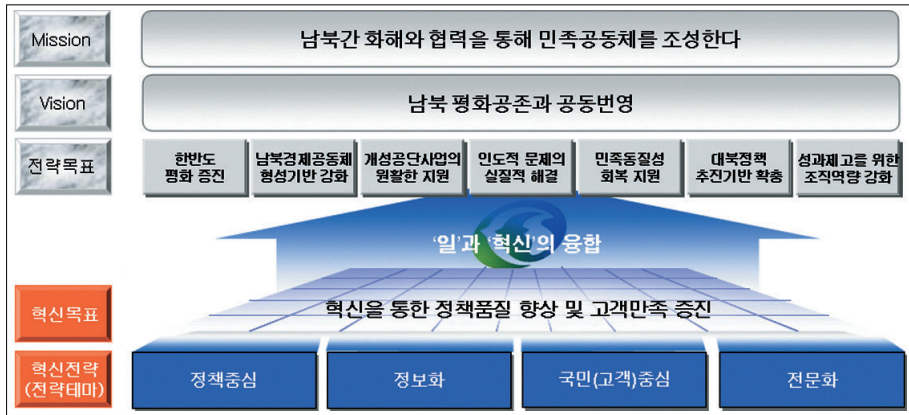 Mission
남북간 화해와 협력을 통해 민족공동체를 조성한다
Vision
남북 평화공존과 공동번영
전략목표
한반도
평화 증진
남북경제공동체
형성기반 강화
개성공단사업의
원활한 지원
인도적 문제의
실질적 해결
민족동질성
회복 지원
대북정책
추진기반 확충
성과제고를 위한
조직역량 강화
'일'과 '혁신'의 융합
혁신목표
혁신을 통한 정책품질 향상 및 고객만족 증진
혁신전략
(전략테마)
정책중심
정보화
국민(고객)중심
전문화